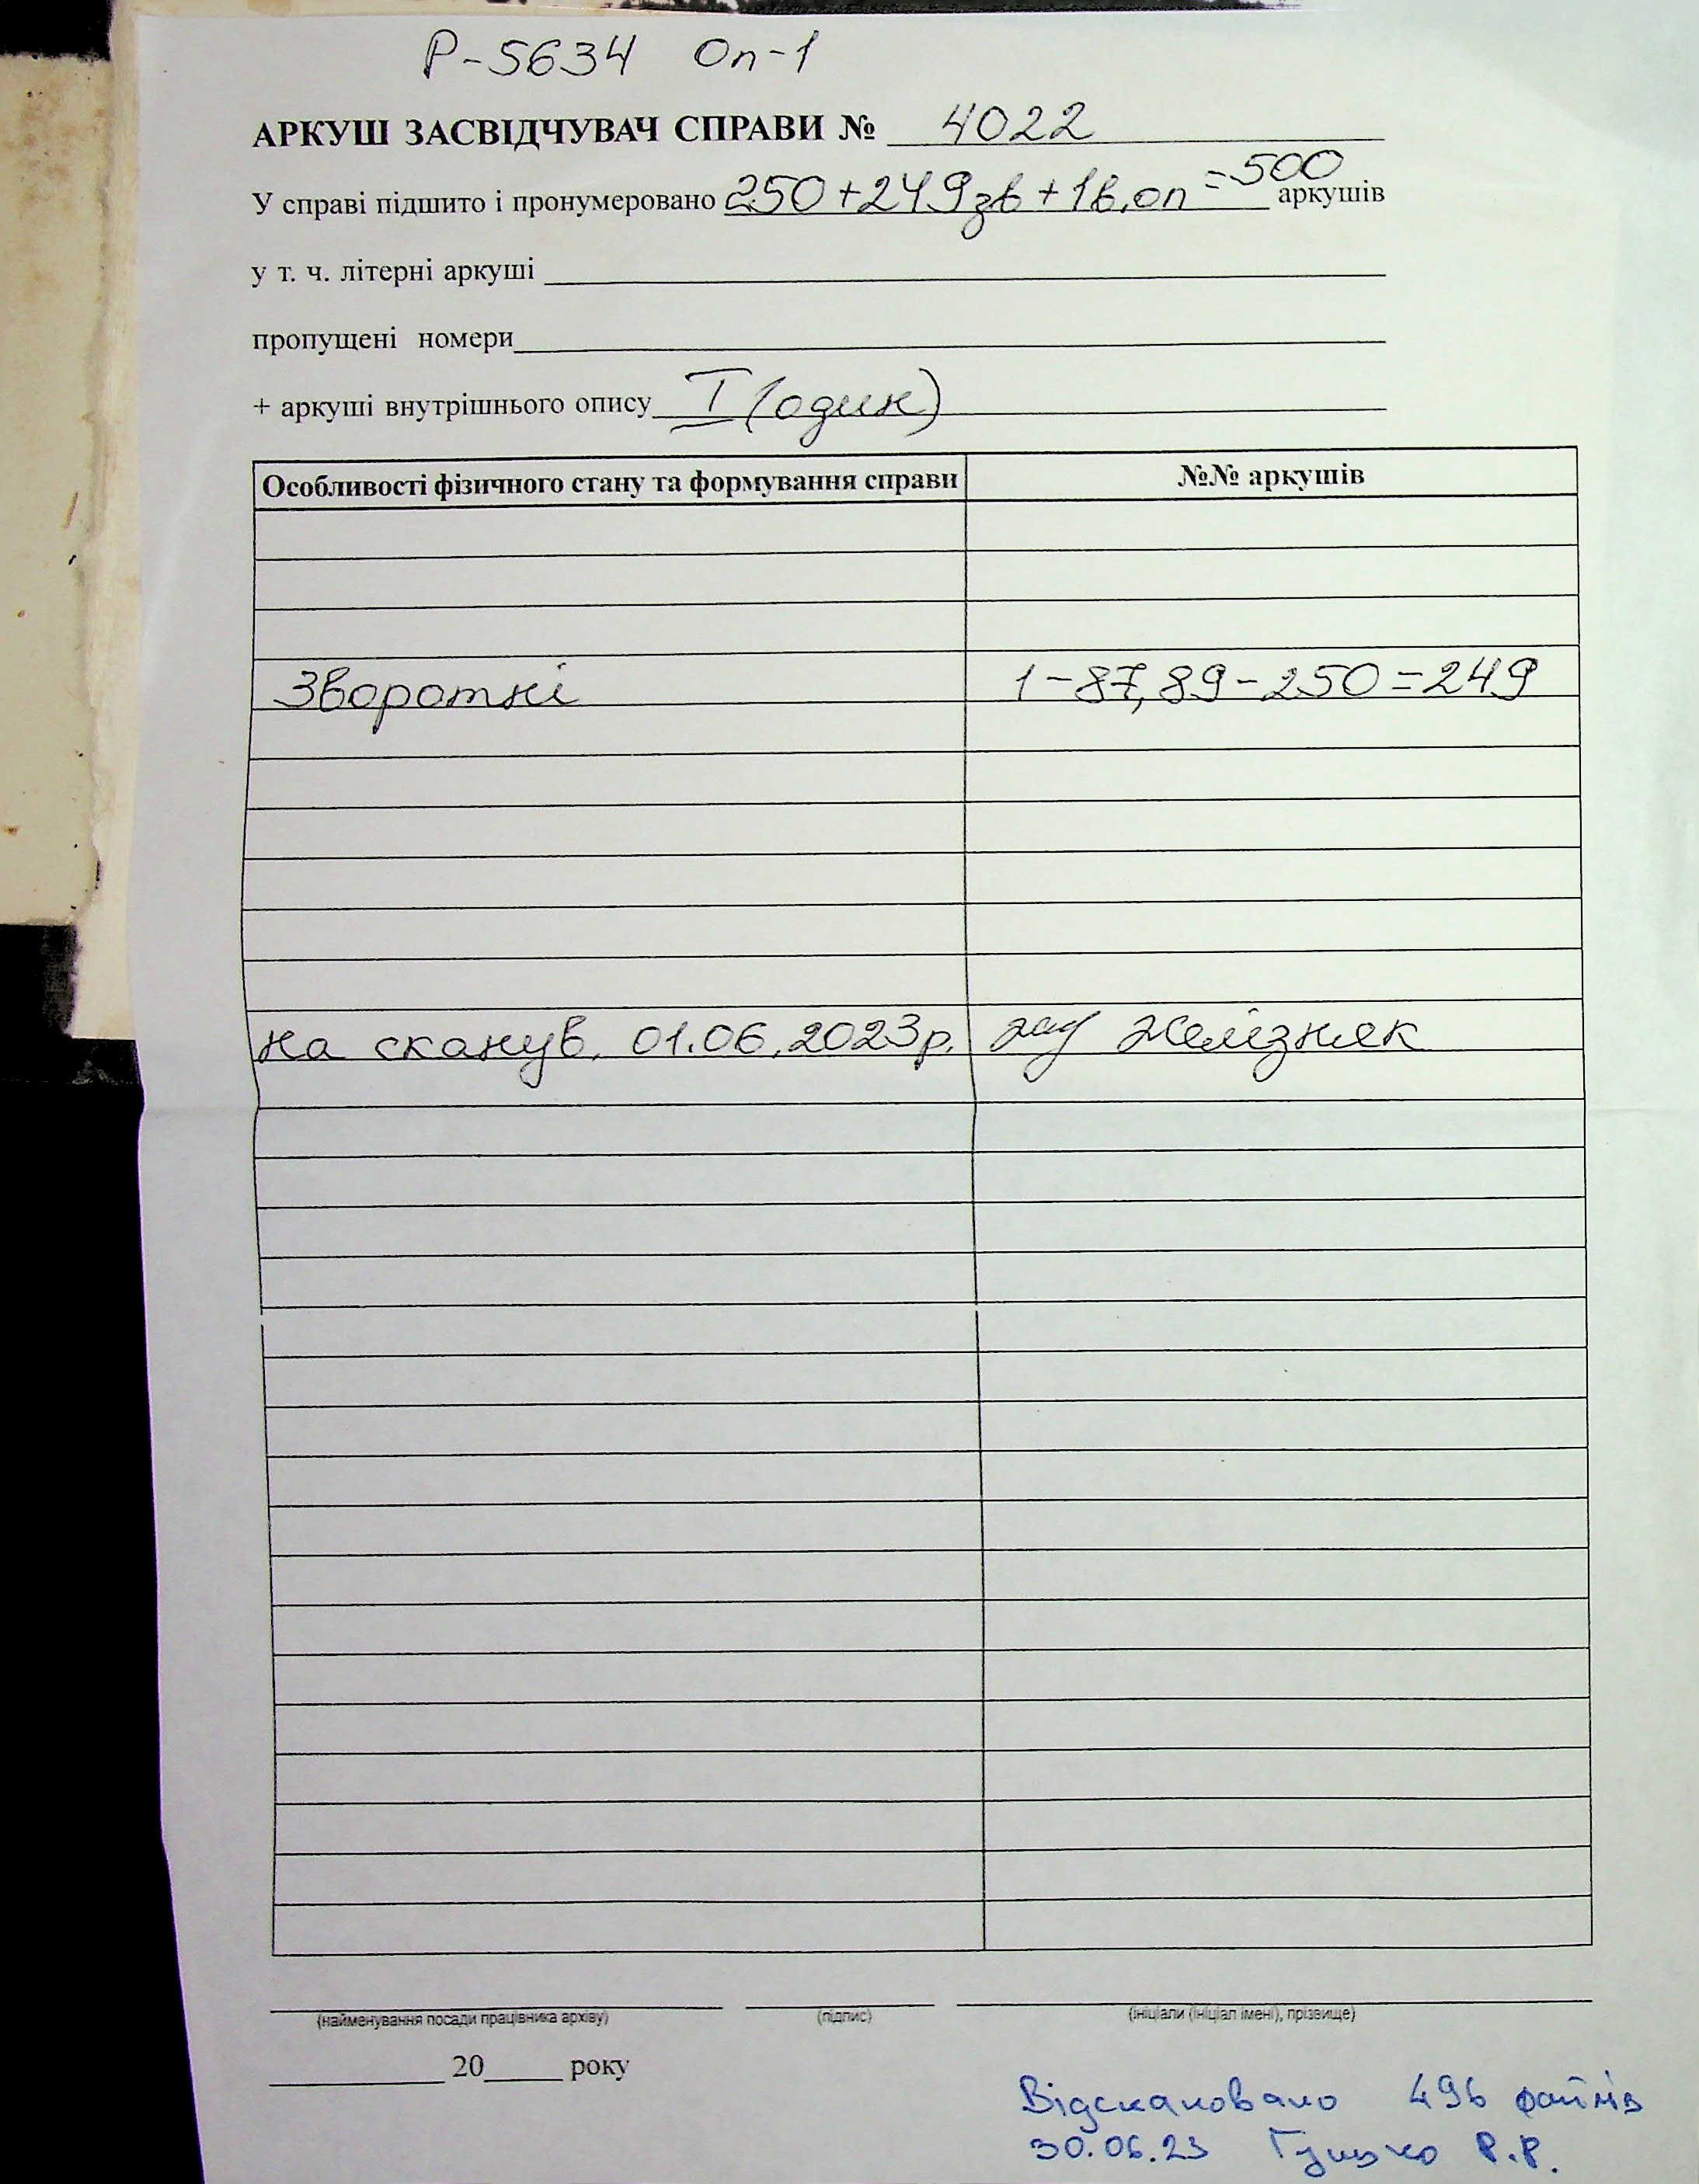 Р-5634 Оп-1
АРКУШ ЗАСВІДЧУВАЧ СПРАВИ № 4022
У справі підшито і пронумеровано 250+249зв+1в.оп =500 аркушів
у т. ч. літерні аркуші
пропущені номери
+ аркуші внутрішнього опису I (один)
Особливості фізичного стану та формування справи №№ аркушів
Зворотні 1-87, 89-250=249
на сканув. 01.06.2023р. Желізняк
(найменування посади працівника архіву) (підпис) (ініціали (ініціал імені), прізвище)
20 року
Відскановано 496 файлів
30.06.23 Р.Р.